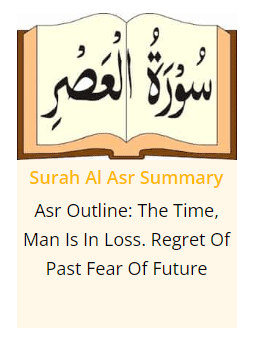 سُوْرَةُ الْعَصْرِ
Surah Al Asr Summary
Asr Outline: The Time,
Man Is In Loss. Regret Of
Past Fear Of Future